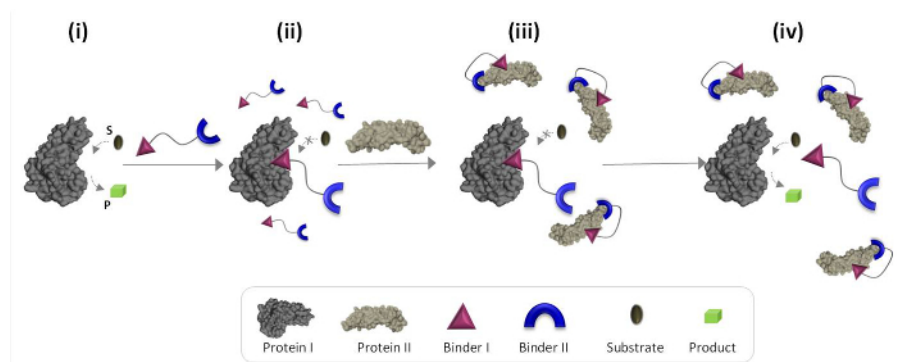 (i)
(ii)
(iii)
(iv)
S
P
Protein I
Protein II
Binder I
Binder II
Substrate
Product